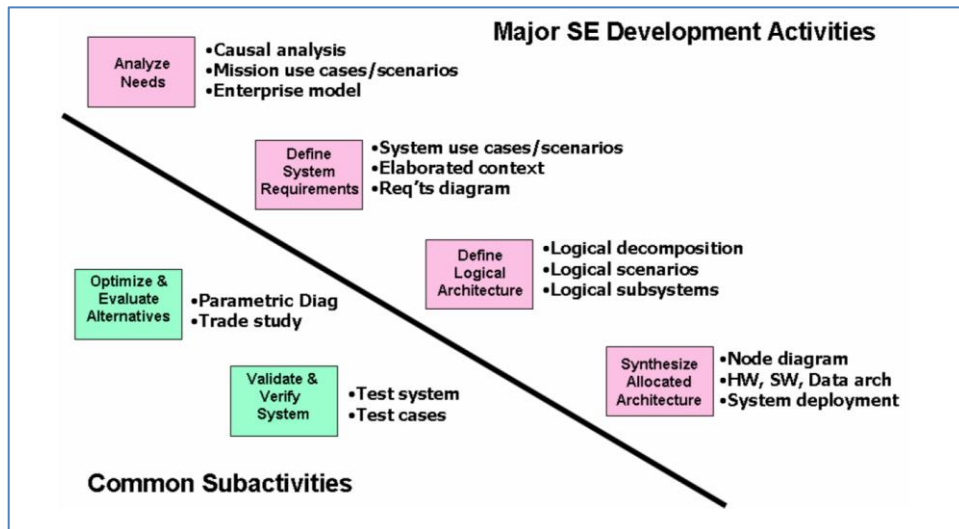 Major SE Development Activities
Analyze
Needs
•Causal analysis
•Mission use cases/scenarios
•Enterprise model
Define
System
Requirements
•System use cases/scenarios
•Elaborated context
•Req'ts diagram
Define
Logical
Architecture
•Logical decomposition
•Logical scenarios
•Logical subsystems
Optimize &
Evaluate
Alternatives
•Parametric Diag
•Trade study
Synthesize
Allocated
Architecture
•Node diagram
•HW, SW, Data arch
•System deployment
Validate &
Verify
System
•Test system
•Test cases
Common Subactivities